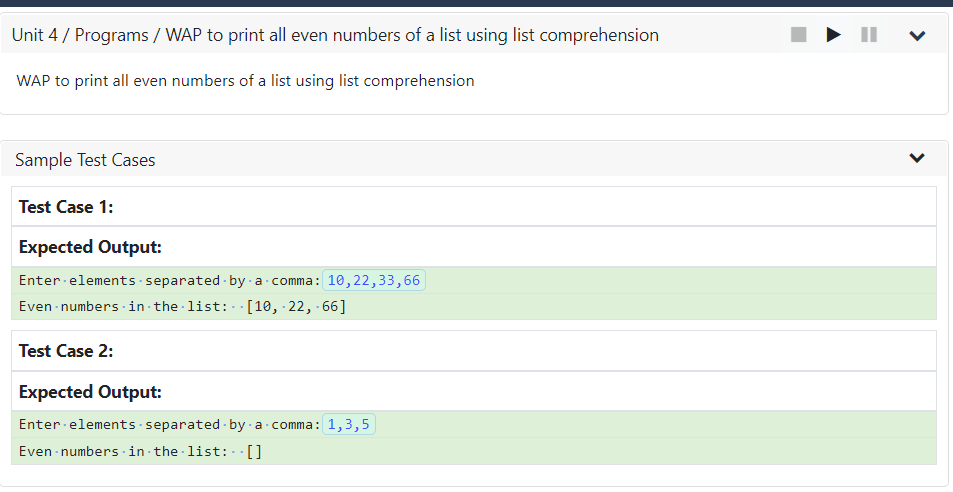 Unit 4 / Programs / WAP to print all even numbers of a list using list comprehension
WAP to print all even numbers of a list using list comprehension
Sample Test Cases
Test Case 1:
Expected Output:
Enter·elements·separated·by·a·comma:10,22,33,66
Even·numbers·in·the·list:··[10,·22,·66]
Test Case 2:
Expected Output:
Enter·elements·separated·by·a·comma:1,3,5
Even·numbers·in·the·list:··[]